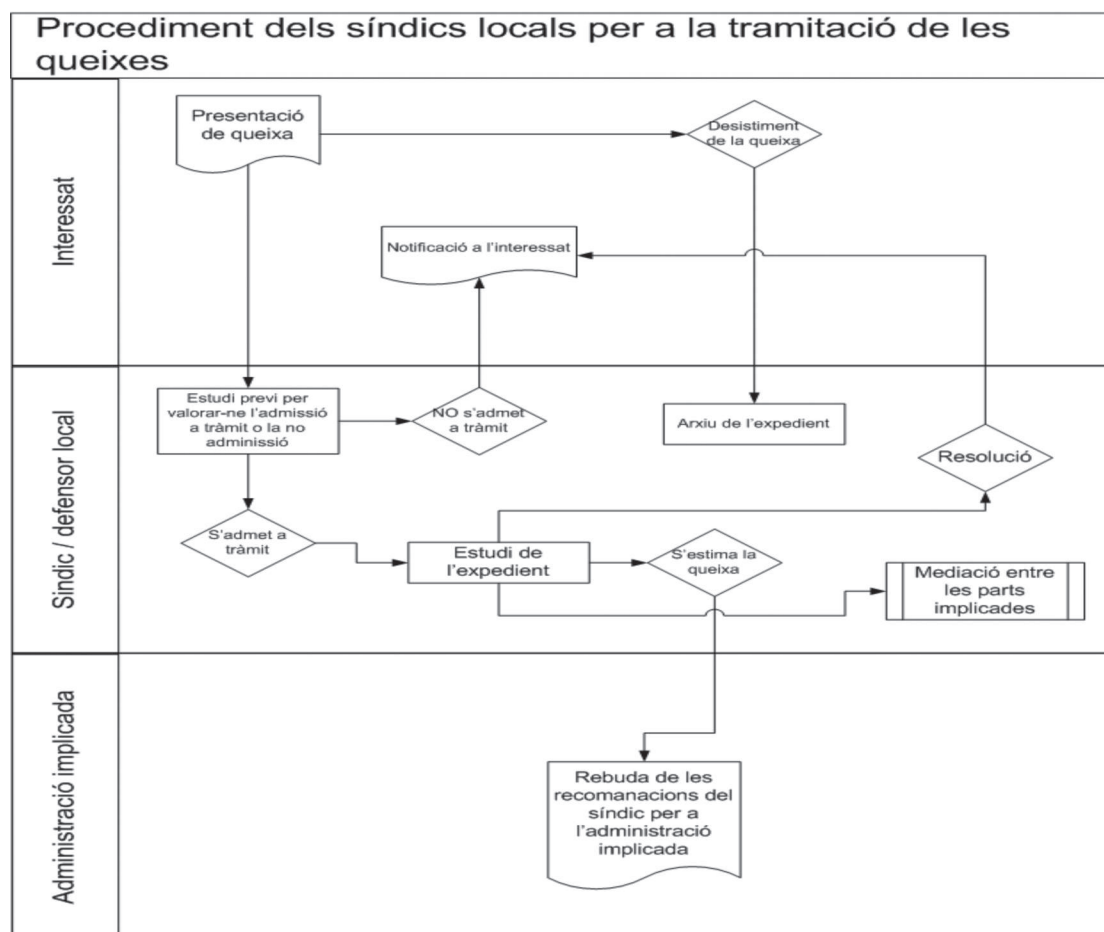 Procediment dels síndics locals per a la tramitació de les
queixes
Interessat
Presentació
de queixa
Desistiment
de la queixa
Notificació a l'interessat
Síndic / defensor local
Estudi previ per
valorar-ne l'admissió
a tràmit o la no
adminissió
NO s'admet
a tràmit
Arxiu de l'expedient
Resolució
S'admet a
tràmit
Estudi de
l'expedient
S'estima la
queixa
Mediació entre
les parts
implicades
Administració implicada
Rebuda de les
recomanacions del
síndic per a
l'administració
implicada